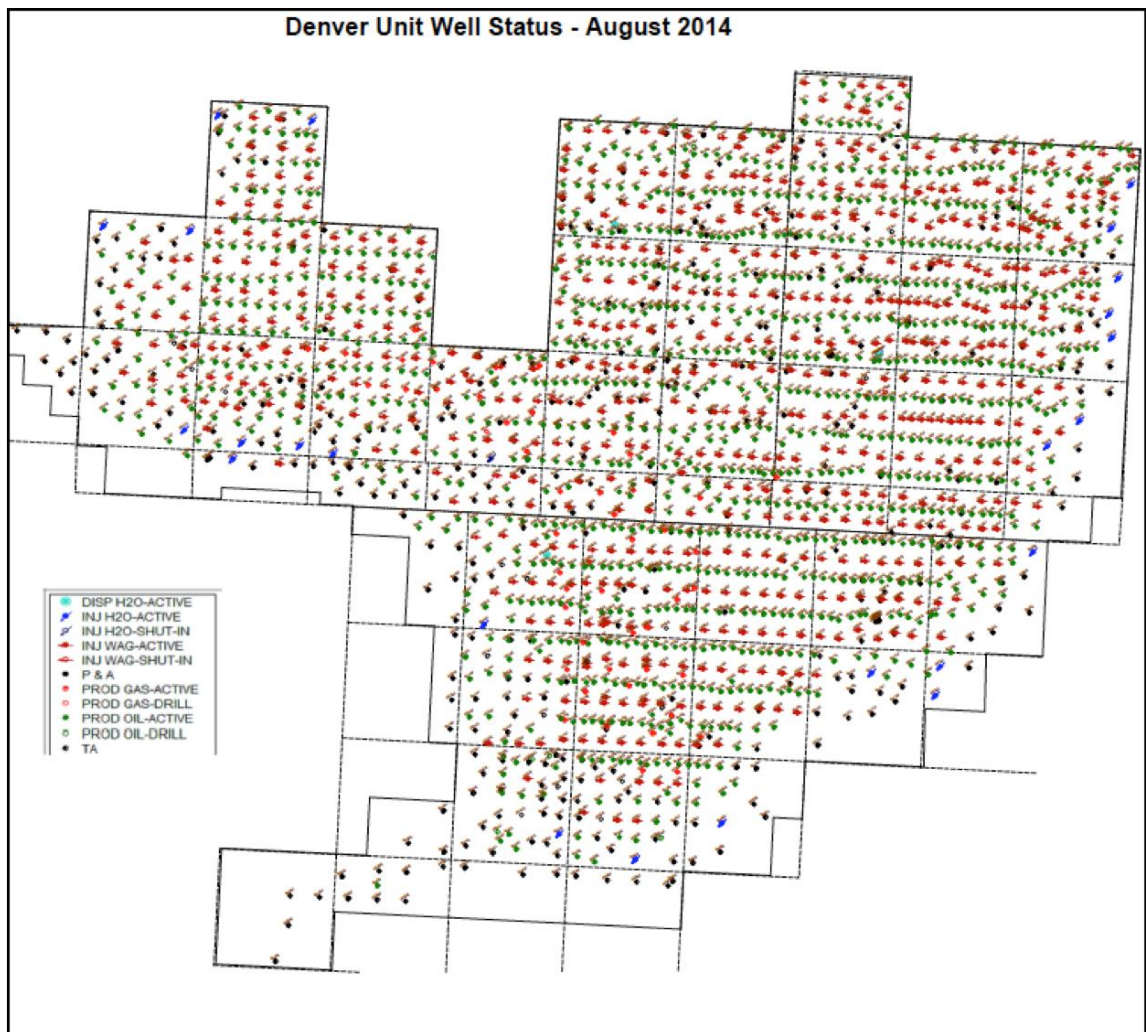 Denver Unit Well Status - August 2014
DISP H2O-ACTIVE
INJ H2O-ACTIVE
INJ H2O-SHUT-IN
INJ WAG-ACTIVE
INJ WAG-SHUT-IN
P & A
PROD GAS-ACTIVE
PROD GAS-DRILL
PROD OIL-ACTIVE
PROD OIL-DRILL
TA